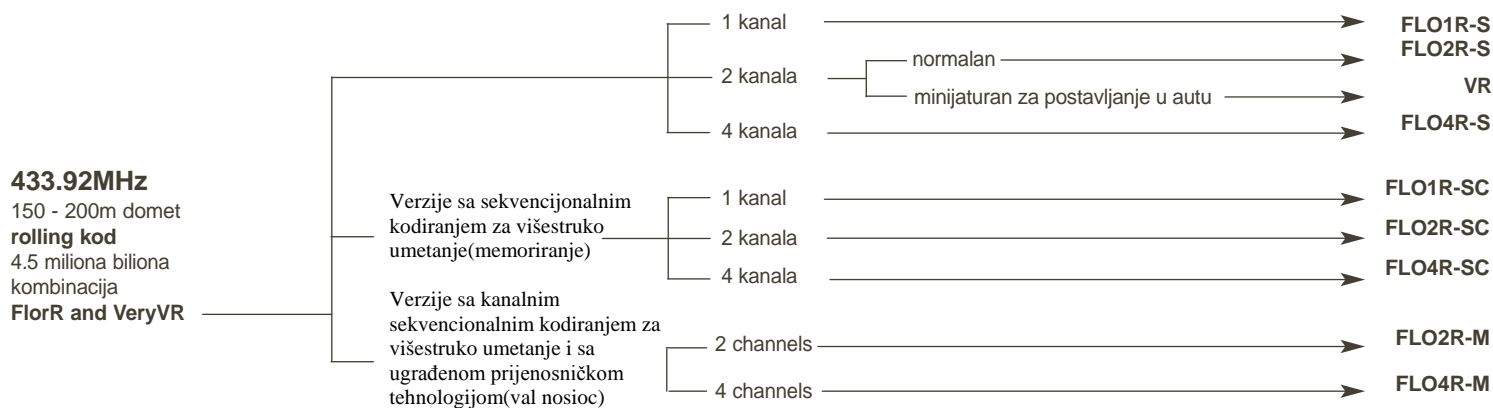 1 kanal
FLO1R-S
2 kanala
normalan
FLO2R-S
minijaturan za postavljanje u autu
VR
4 kanala
FLO4R-S
433.92MHz
150 - 200m domet
rolling kod
4.5 miliona biliona
kombinacija
FlorR and VeryVR
Verzije sa sekvencijonalnim
kodiranjem za višestruko
umetanje(memoriranje)
1 kanal
FLO1R-SC
2 kanala
FLO2R-SC
4 kanala
FLO4R-SC
Verzije sa kanalnim
sekvencionalnim kodiranjem za
višestruko umetanje i sa
ugrađenom prijenosničkom
tehnologijom(val nosioc)
2 channels
FLO2R-M
4 channels
FLO4R-M